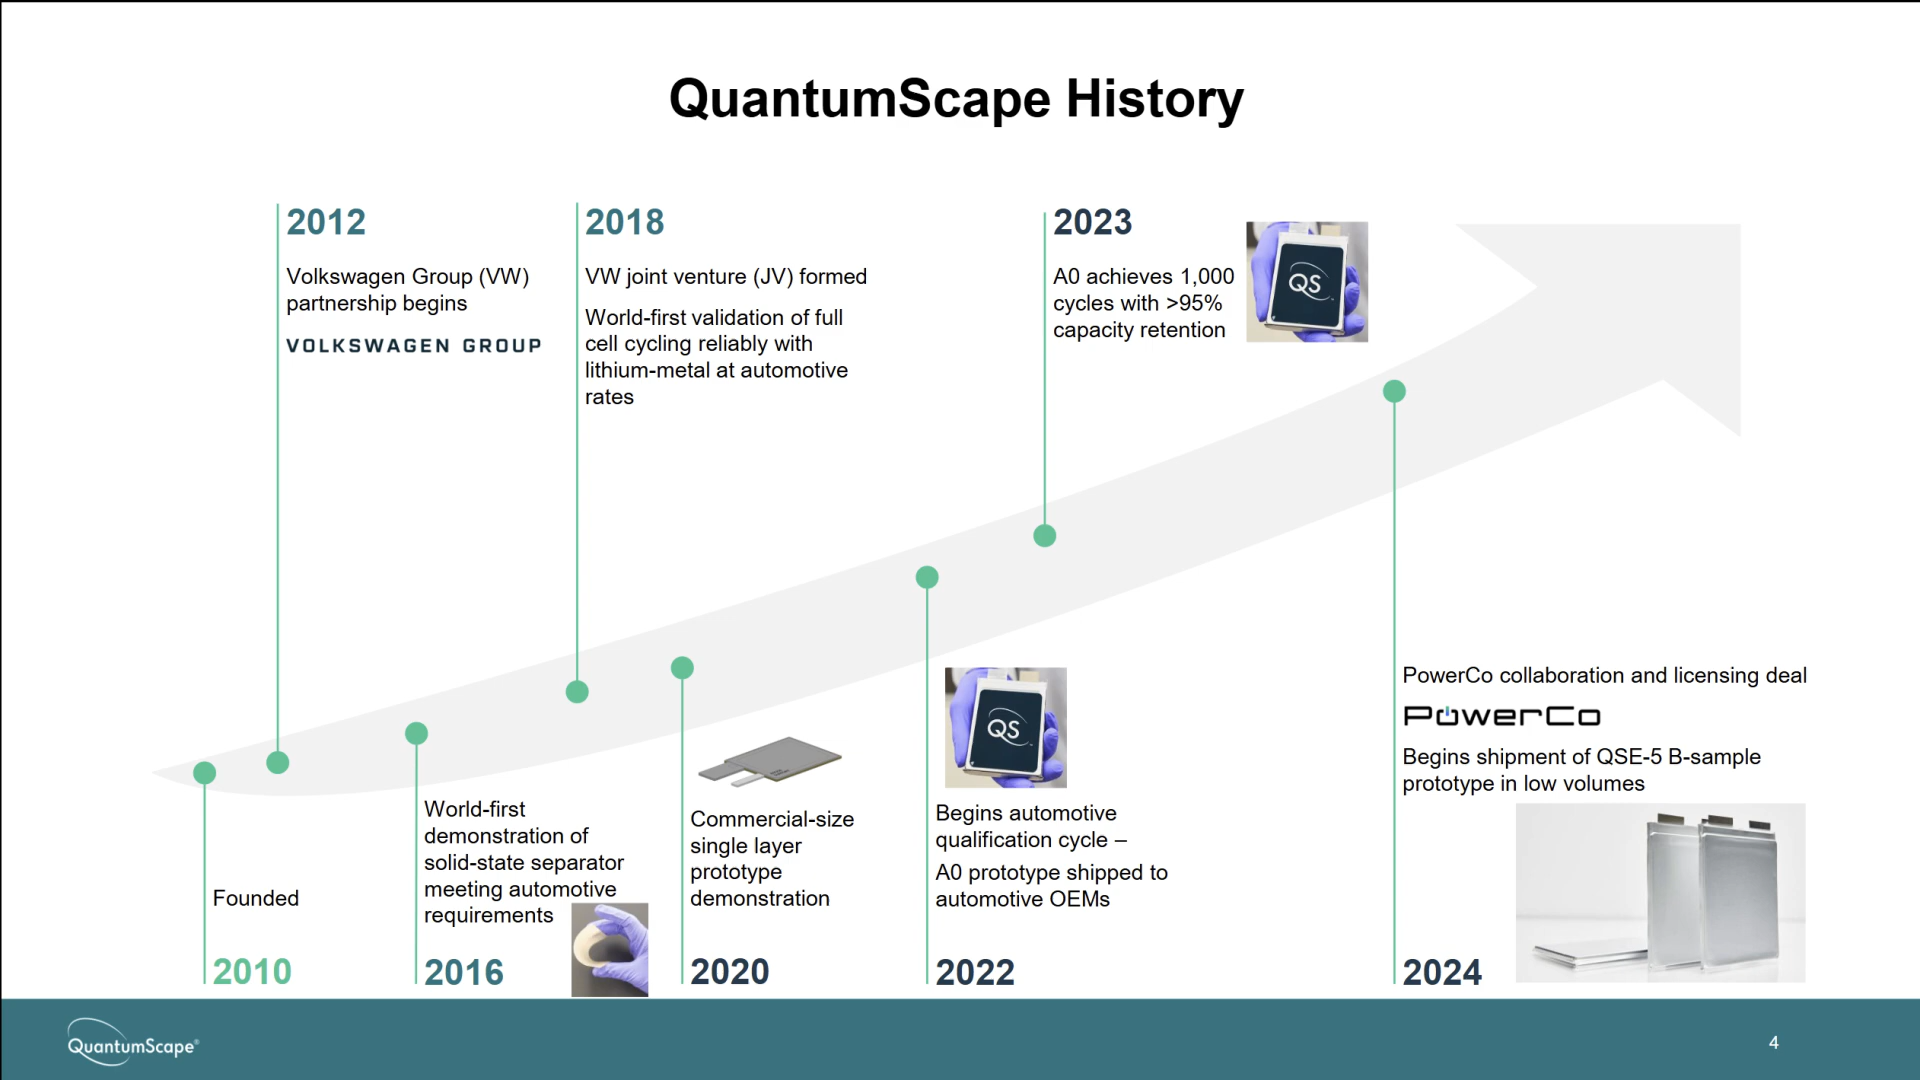 QuantumScape History
2012
Volkswagen Group (VW)
partnership begins
VOLKSWAGEN GROUP
2018
VW joint venture (JV) formed
World-first validation of full
cell cycling reliably with
lithium-metal at automotive
rates
2023
A0 achieves 1,000
cycles with >95%
capacity retention
QS
Founded
2010
World-first
demonstration of
solid-state separator
meeting automotive
requirements
2016
Commercial-size
single layer
prototype
demonstration
2020
QS
Begins automotive
qualification cycle –
A0 prototype shipped to
automotive OEMs
2022
PowerCo collaboration and licensing deal
PowerCo
Begins shipment of QSE-5 B-sample
prototype in low volumes
2024
QuantumScape®
4